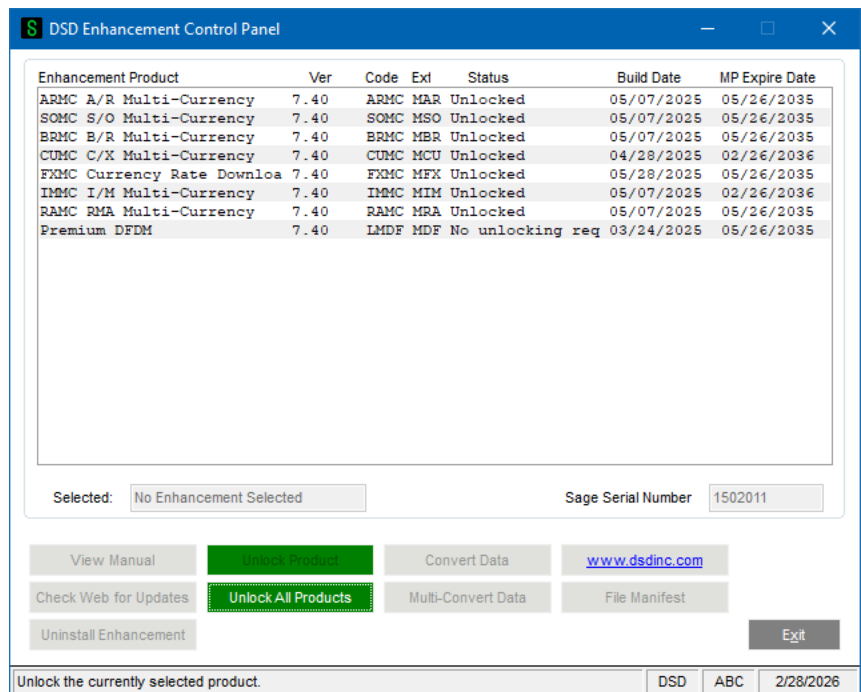 S DSD Enhancement Control Panel
Enhancement Product Ver Code Ext Status Build Date MP Expire Date
ARMC A/R Multi-Currency 7.40 ARMC MAR Unlocked 05/07/2025 05/26/2035
SOMC S/O Multi-Currency 7.40 SOMC MSO Unlocked 05/07/2025 05/26/2035
BRMC B/R Multi-Currency 7.40 BRMC MBR Unlocked 05/07/2025 05/26/2035
CUMC C/X Multi-Currency 7.40 CUMC MCU Unlocked 04/28/2025 02/26/2036
FXMC Currency Rate Downloa 7.40 FXMC MFX Unlocked 05/28/2025 05/26/2035
IMMC I/M Multi-Currency 7.40 IMMC MIM Unlocked 05/07/2025 02/26/2036
RAMC RMA Multi-Currency 7.40 RAMC MRA Unlocked 05/07/2025 05/26/2035
Premium DFDM 7.40 LMDF MDF No unlocking req 03/24/2025 05/26/2035
Selected: No Enhancement Selected Sage Serial Number 1502011
View Manual Unlock Product Convert Data www.dsdinc.com
Check Web for Updates Unlock All Products Multi-Convert Data File Manifest
Uninstall Enhancement Exit
Unlock the currently selected product. DSD ABC 2/28/2026